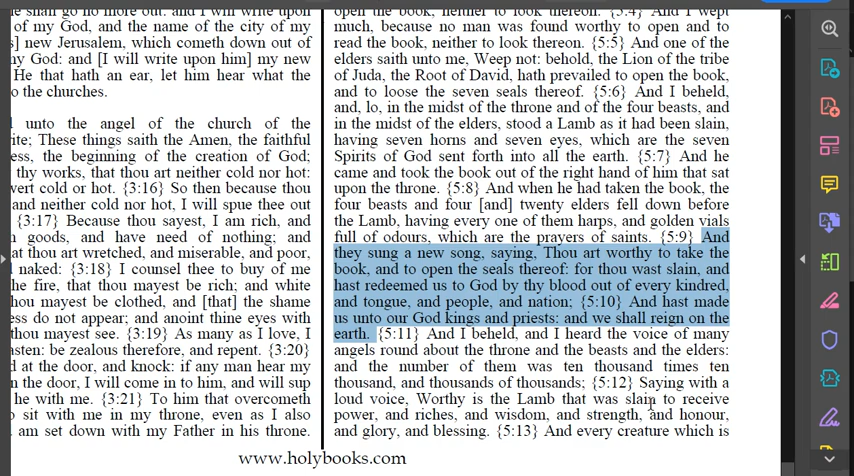 of my God, and the name of the city of my
new Jerusalem, which cometh down out of
God: and [I will write upon him] my new
He that hath an ear, let him hear what the
the churches.
unto the angel of the church of the
These things saith the Amen, the faithful
the beginning of the creation of God;
thy works, that thou art neither cold nor hot:
cold or hot. {3:16} So then because thou
and neither cold nor hot, I will spue thee out
{3:17} Because thou sayest, I am rich, and
goods, and have need of nothing; and
thou art wretched, and miserable, and poor,
naked: {3:18} I counsel thee to buy of me
the fire, that thou mayest be rich; and white
thou mayest be clothed, and [that] the shame
do not appear; and anoint thine eyes with
thou mayest see. {3:19} As many as I love, I
be zealous therefore, and repent. {3:20}
at the door, and knock: if any man hear my
the door, I will come in to him, and will sup
he with me. {3:21} To him that overcometh
sit with me in my throne, even as I also
am set down with my Father in his throne.
open the book, neither to look thereon. {5:4} And I wept
much, because no man was found worthy to open and to
read the book, neither to look thereon. {5:5} And one of the
elders saith unto me, Weep not: behold, the Lion of the tribe
of Juda, the Root of David, hath prevailed to open the book,
and to loose the seven seals thereof. {5:6} And I beheld,
and, lo, in the midst of the throne and of the four beasts, and
in the midst of the elders, stood a Lamb as it had been slain,
having seven horns and seven eyes, which are the seven
Spirits of God sent forth into all the earth. {5:7} And he
came and took the book out of the right hand of him that sat
upon the throne. {5:8} And when he had taken the book, the
four beasts and four [and] twenty elders fell down before
the Lamb, having every one of them harps, and golden vials
full of odours, which are the prayers of saints. {5:9} And
they sung a new song, saying, Thou art worthy to take the
book, and to open the seals thereof: for thou wast slain, and
hast redeemed us to God by thy blood out of every kindred,
and tongue, and people, and nation; {5:10} And hast made
us unto our God kings and priests: and we shall reign on the
earth. {5:11} And I beheld, and I heard the voice of many
angels round about the throne and the beasts and the elders:
and the number of them was ten thousand times ten
thousand, and thousands of thousands; {5:12} Saying with a
loud voice, Worthy is the Lamb that was slain to receive
power, and riches, and wisdom, and strength, and honour,
and glory, and blessing. {5:13} And every creature which is
www.holybooks.com